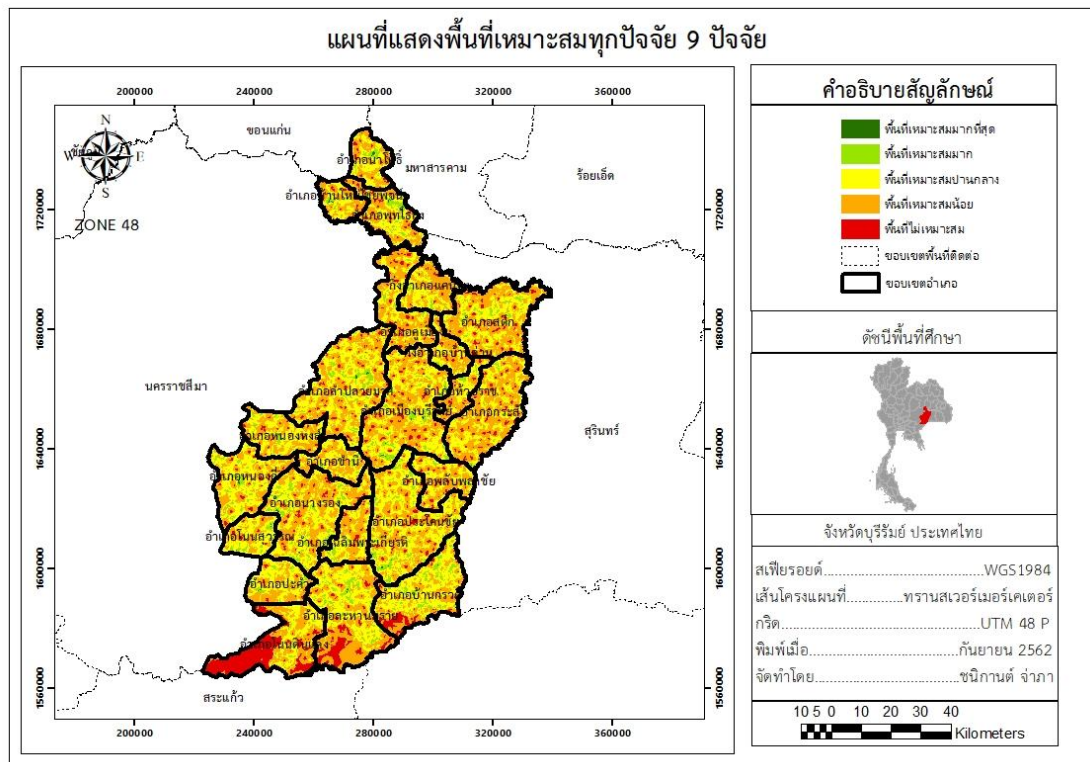 แผนที่แสดงพื้นที่เหมาะสมทุกปัจจัย 9 ปัจจัย
200000 240000 280000 320000 360000
N
W E
S
ZONE 48
ขอนแก่น
มหาสารคาม
ร้อยเอ็ด
นครราชสีมา
สุรินทร์
สระแก้ว
อำเภอนาโพธิ์
อำเภอพุทไธสง
อำเภอสตึก
อำเภอเมืองบุรีรัมย์
อำเภอกระสัง
อำเภอชำนิ
อำเภอพลับพลาชัย
อำเภอนางรอง
อำเภอประโคนชัย
อำเภอโนนสุวรรณ
อำเภอเฉลิมพระเกียรติ
อำเภอปะคำ
อำเภอบ้านกรวด
อำเภอละหานทราย
อำเภอโนนดินแดง
1720000 1720000
1680000 1680000
1640000 1640000
1600000 1600000
1560000 1560000
200000 240000 280000 320000 360000
คำอธิบายสัญลักษณ์
พื้นที่เหมาะสมมากที่สุด
พื้นที่เหมาะสมมาก
พื้นที่เหมาะสมปานกลาง
พื้นที่เหมาะสมน้อย
พื้นที่ไม่เหมาะสม
ขอบเขตพื้นที่ติดต่อ
ขอบเขตอำเภอ
ดัชนีพื้นที่ศึกษา
จังหวัดบุรีรัมย์ ประเทศไทย
สเฟียรอยด์..............................WGS1984
เส้นโครงแผนที่..............ทรานสเวอร์เมอร์เคเตอร์
กริด....................................UTM 48 P
พิมพ์เมื่อ..............................กันยายน 2562
จัดทำโดย..............................ชนิกานต์ จ่าภา
10 5 0 10 20 30 40
Kilometers